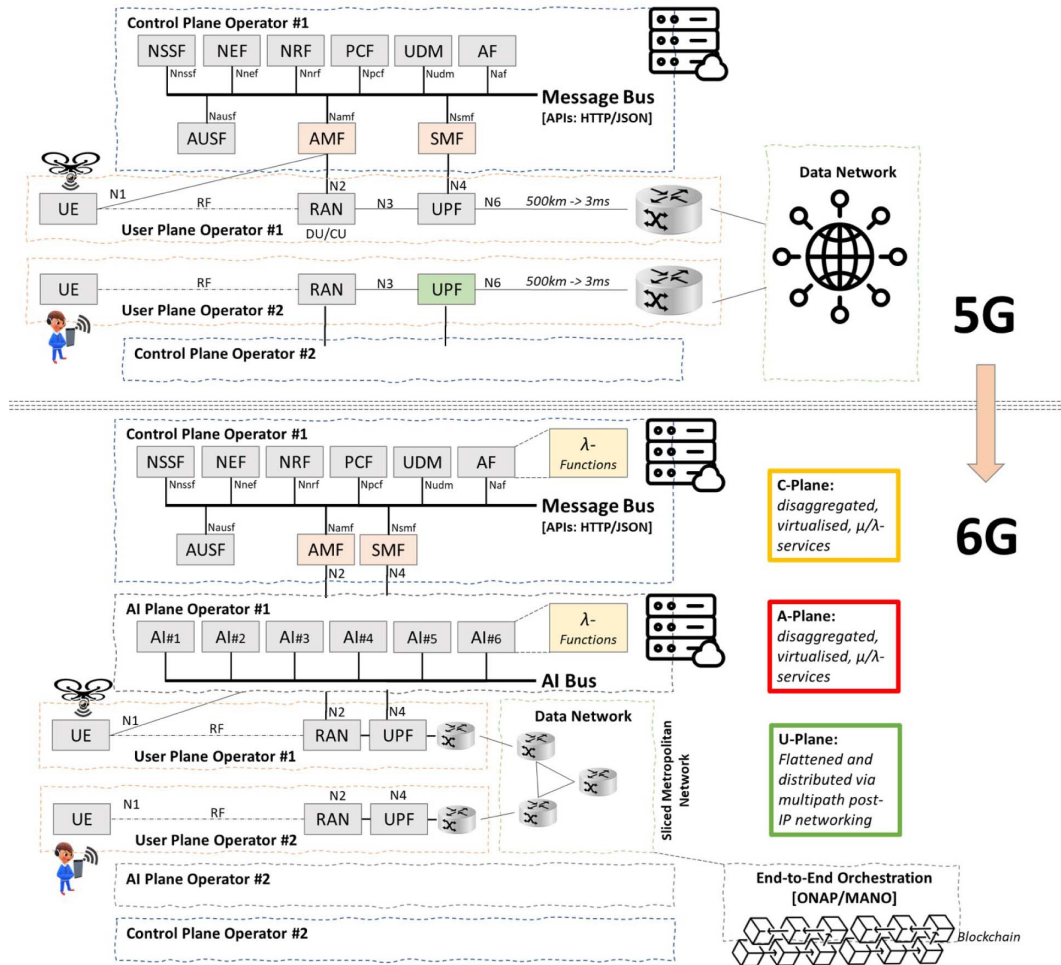 Control Plane Operator #1
NSSF NEF NRF PCF UDM AF
Nnssf Nnef Nnrf Npcf Nudm Naf
Message Bus
[APIs: HTTP/JSON]
Nausf Namf Nsmf
AUSF AMF SMF
N1 N2 N4
UE RF RAN N3 UPF N6 500km -> 3ms
User Plane Operator #1
DU/CU
Data Network
UE RF RAN N3 UPF N6 500km -> 3ms
User Plane Operator #2
Control Plane Operator #2
5G
Control Plane Operator #1
NSSF NEF NRF PCF UDM AF
λ-
Functions
Nnssf Nnef Nnrf Npcf Nudm Naf
Message Bus
[APIs: HTTP/JSON]
Nausf Namf Nsmf
AUSF AMF SMF
N2 N4
6G
C-Plane:
disaggregated,
virtualised, μ/λ-
services
AI Plane Operator #1
AI#1 AI#2 AI#3 AI#4 AI#5 AI#6
λ-
Functions
AI Bus
A-Plane:
disaggregated,
virtualised, μ/λ-
services
N1 N2 N4
UE RF RAN UPF
User Plane Operator #1
Data Network
Sliced Metropolitan
Network
U-Plane:
Flattened and
distributed via
multipath post-
IP networking
N1 N2 N4
UE RF RAN UPF
User Plane Operator #2
AI Plane Operator #2
Control Plane Operator #2
End-to-End Orchestration
[ONAP/MANO]
Blockchain